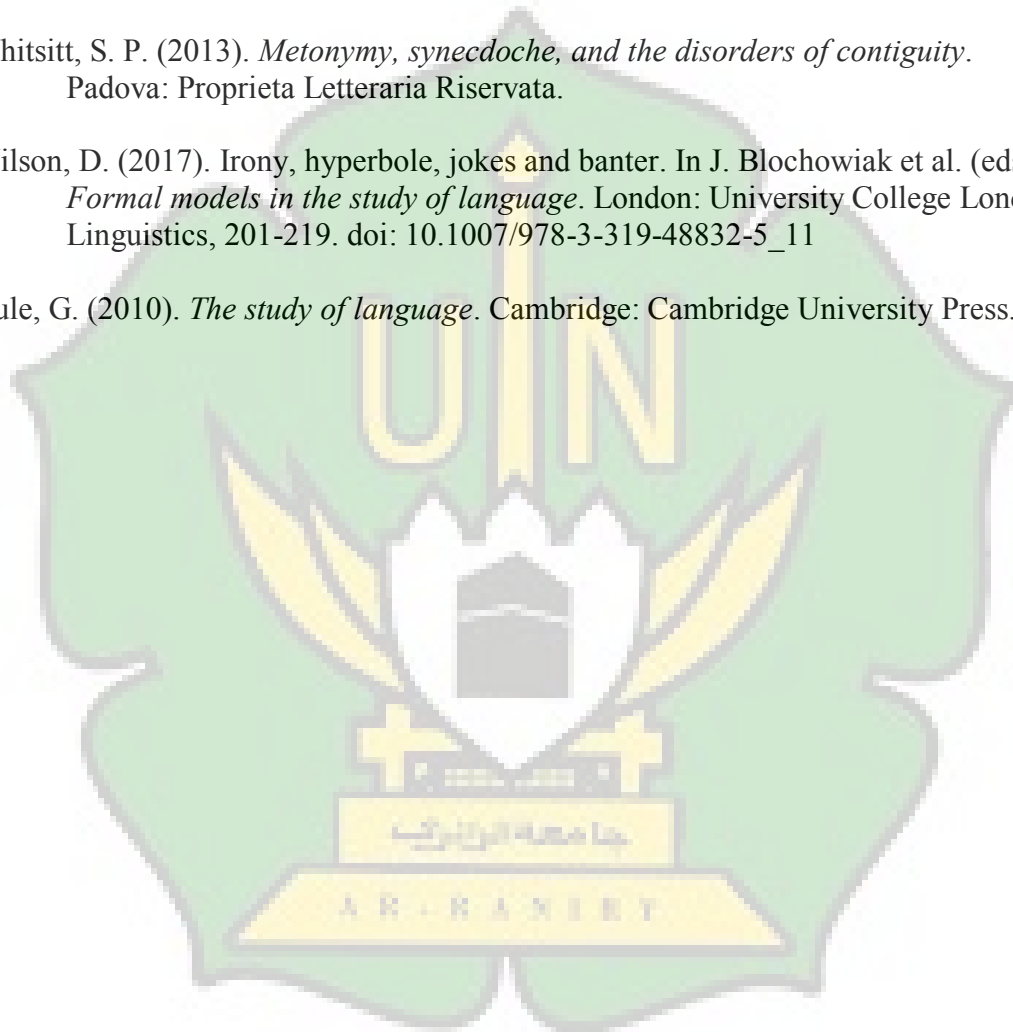 hitsitt, S. P. (2013). Metonymy, synecdoche, and the disorders of contiguity.
Padova: Proprieta Letteraria Riservata.
ilson, D. (2017). Irony, hyperbole, jokes and banter. In J. Blochowiak et al. (ed
Formal models in the study of language. London: University College Lon
Linguistics, 201-219. doi: 10.1007/978-3-319-48832-5_11
ule, G. (2010). The study of language. Cambridge: Cambridge University Press.
UIN
جامعة الرانيري
AR-RANIRY